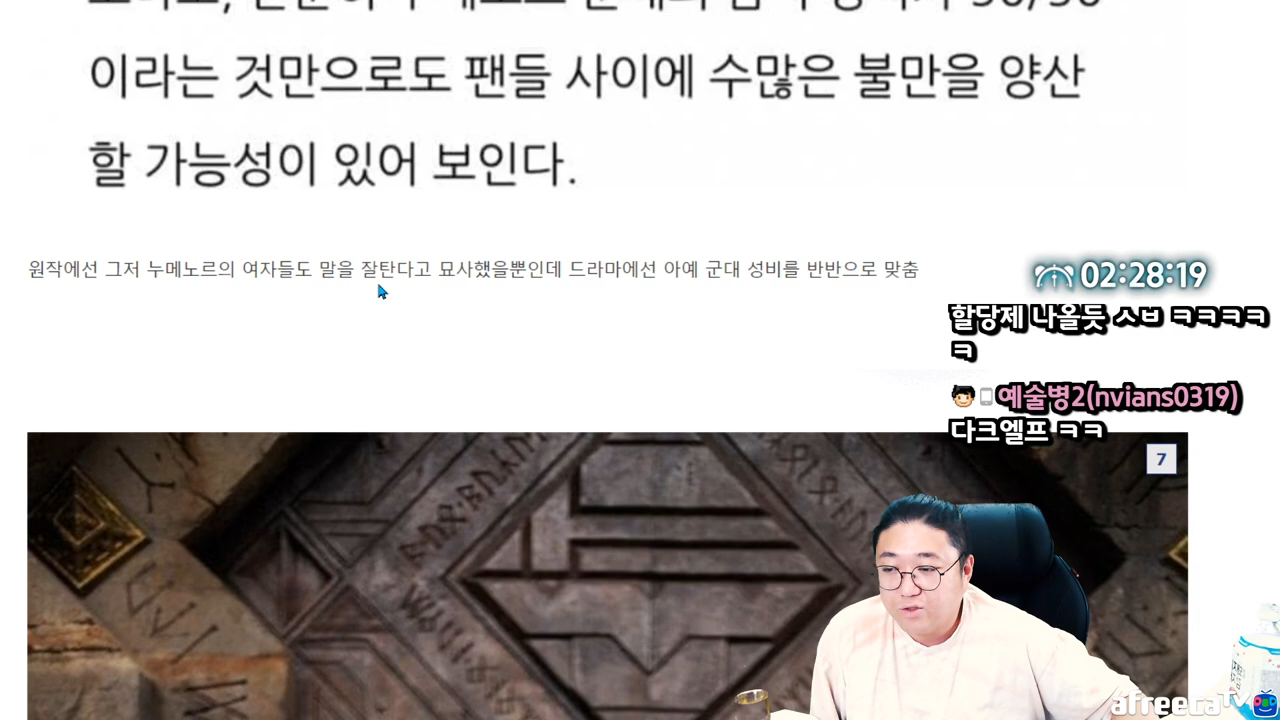 이라는 것만으로도 팬들 사이에 수많은 불만을 양산
할 가능성이 있어 보인다.
원작에선 그저 누메노르의 여자들도 말을 잘탄다고 묘사했을뿐인데 드라마에선 아예 군대 성비를 반반으로 맞춤
02:28:19
할당제 나올듯 ㅅㅂ ㅋㅋㅋㅋ
ㅋ
예술병2(nvians0319)
다크엘프 ㅋㅋ
7
afreecaTV